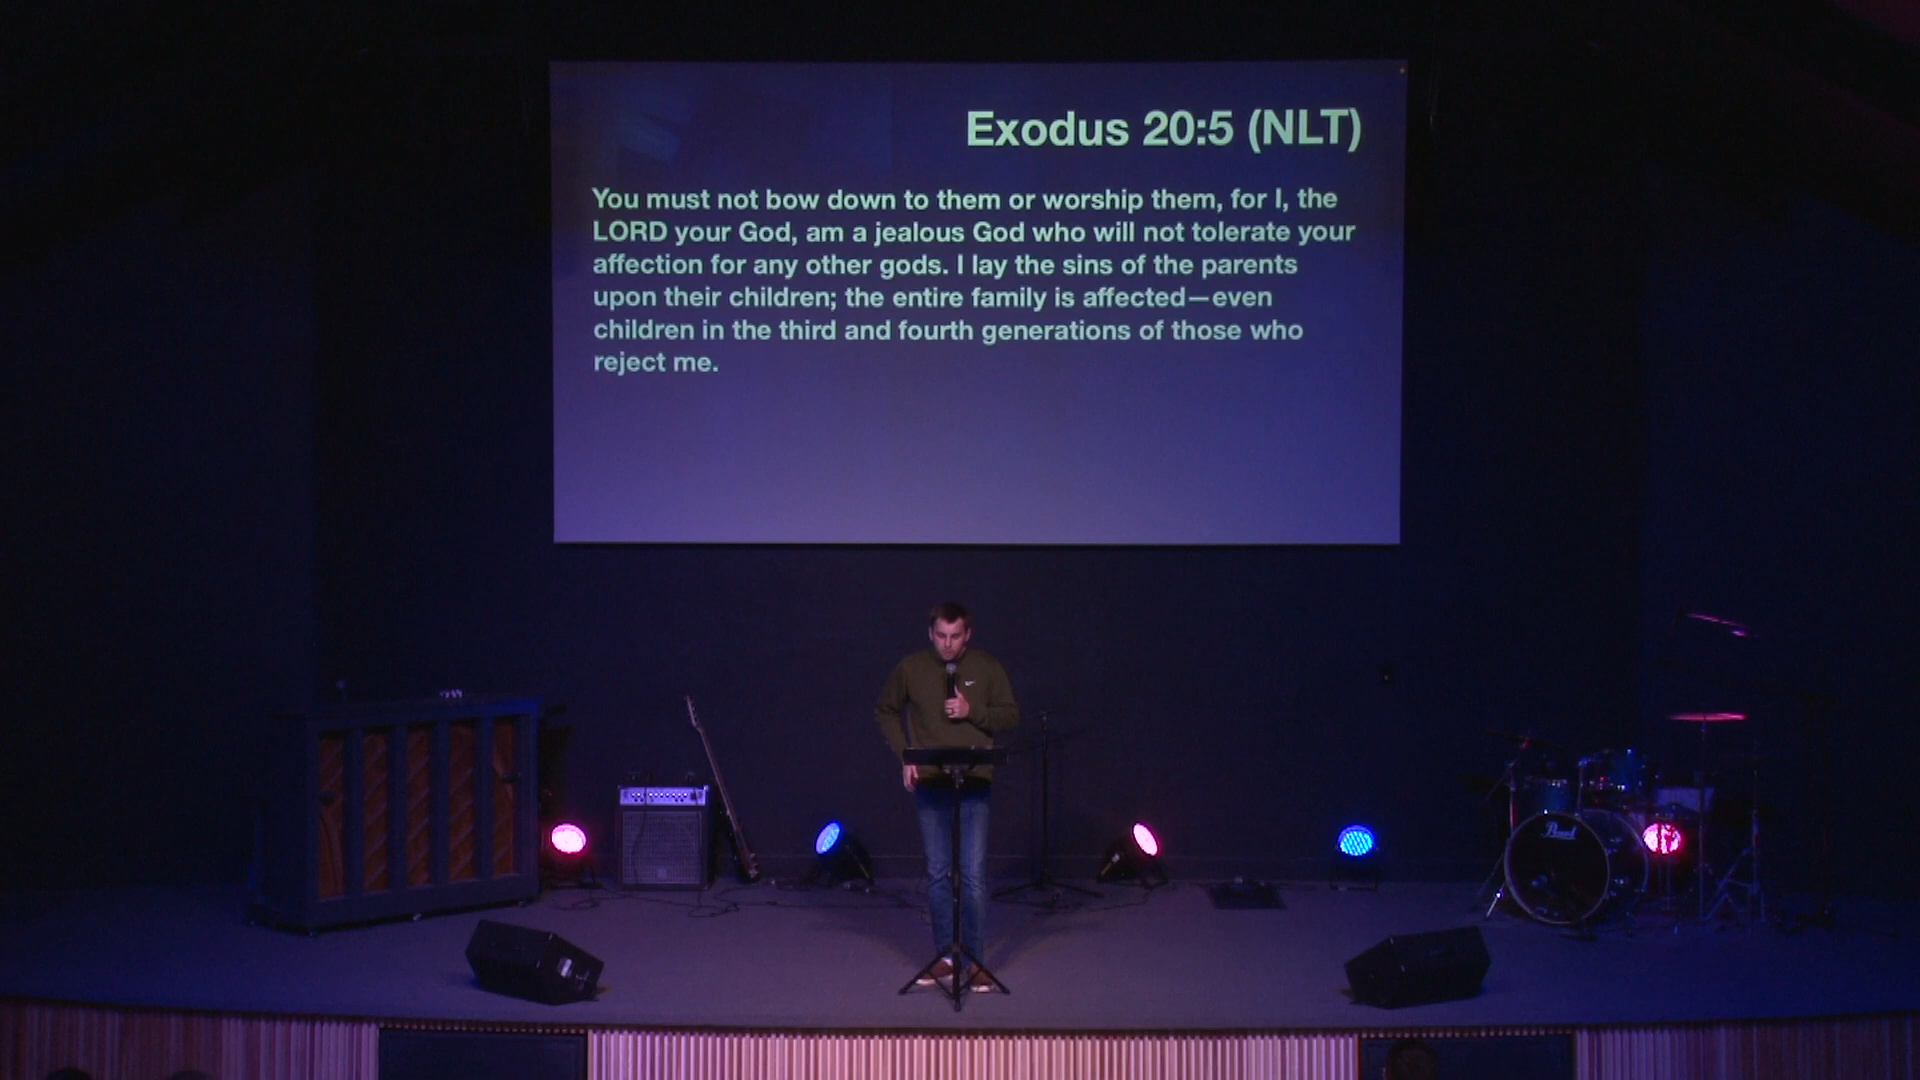 Exodus 20:5 (NLT)
You must not bow down to them or worship them, for I, the
LORD your God, am a jealous God who will not tolerate your
affection for any other gods. I lay the sins of the parents
upon their children; the entire family is affected—even
children in the third and fourth generations of those who
reject me.
Pearl